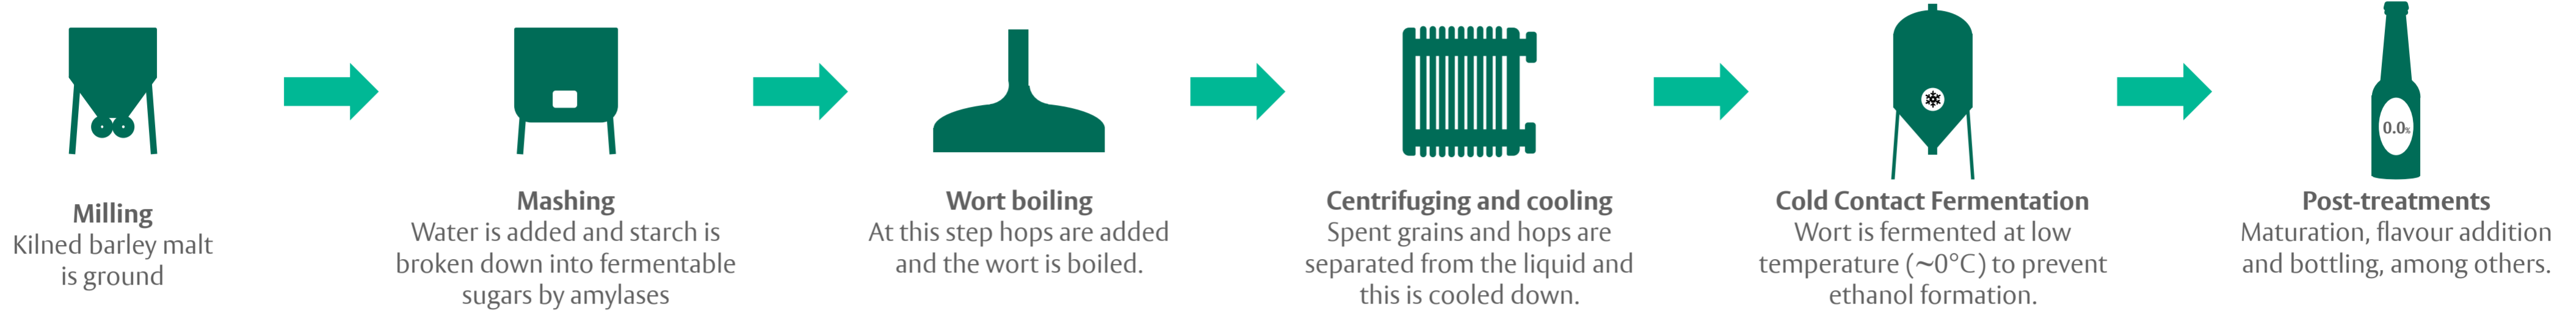 Milling
Kilned barley malt
is ground
Mashing
Water is added and starch is
broken down into fermentable
sugars by amylases
Wort boiling
At this step hops are added
and the wort is boiled.
Centrifuging and cooling
Spent grains and hops are
separated from the liquid and
this is cooled down.
Cold Contact Fermentation
Wort is fermented at low
temperature (~0°C) to prevent
ethanol formation.
0.0%
Post-treatments
Maturation, flavour addition
and bottling, among others.